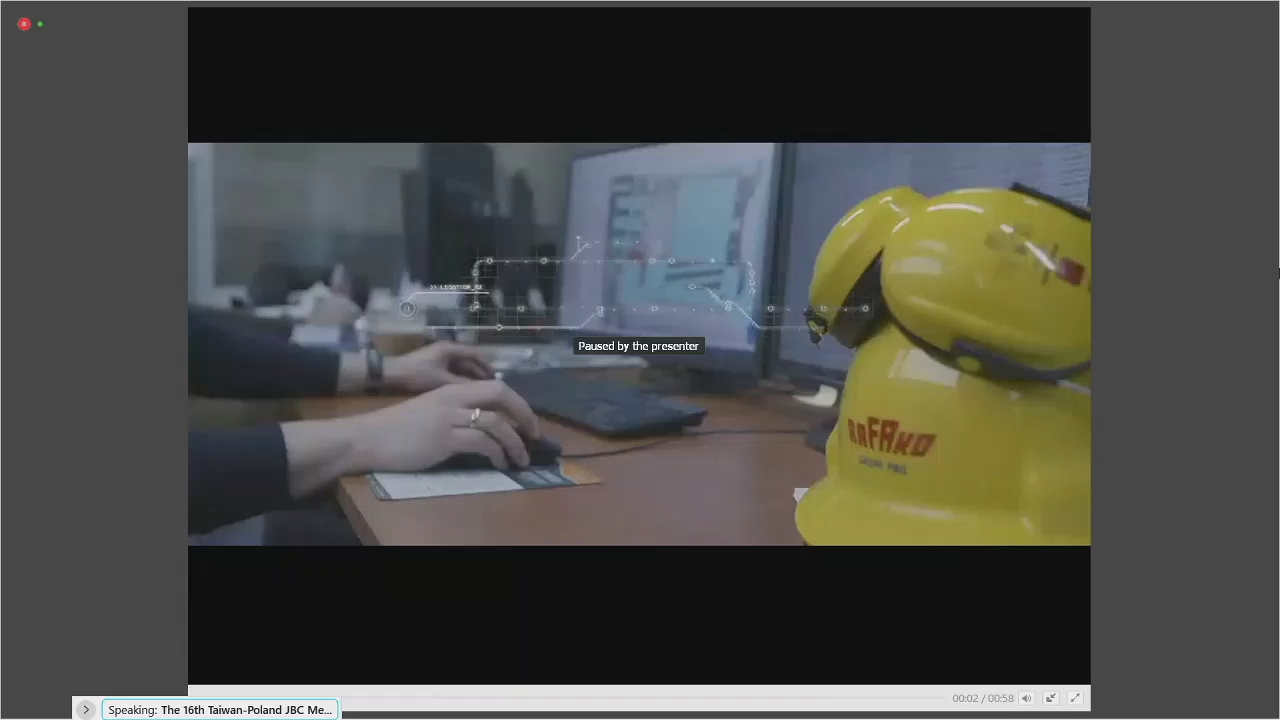 Paused by the presenter
RAFAKO
00:02 / 00:58
Speaking: The 16th Taiwan-Poland JBC Me...